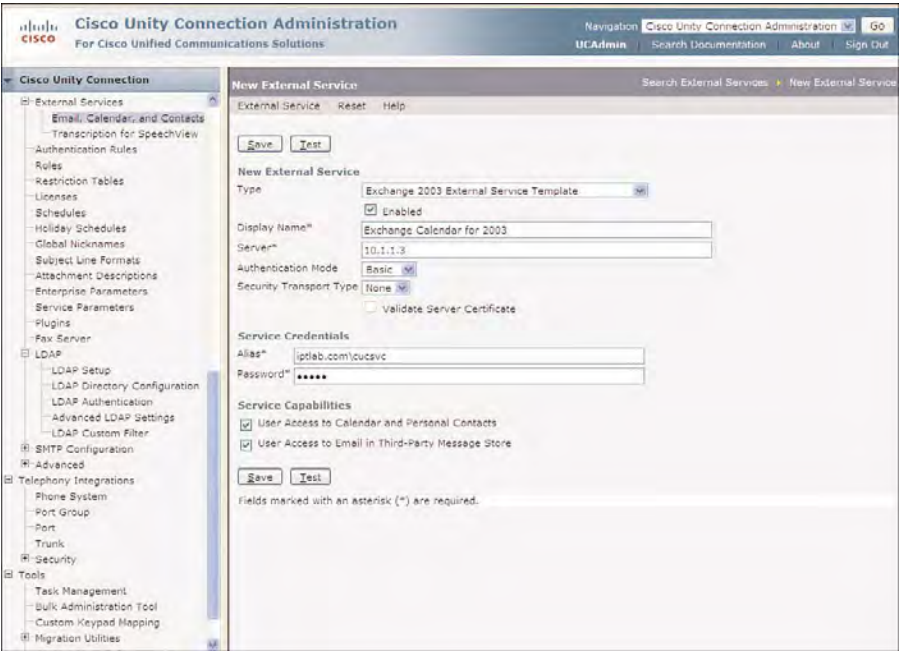 cisco
Cisco Unity Connection Administration
For Cisco Unified Communications Solutions
Navigation Cisco Unity Connection Administration Go
UCAdmin Search Documentation About Sign Out
Cisco Unity Connection
External Services
Email, Calendar, and Contacts
Transcription for SpeechView
Authentication Rules
Roles
Restriction Tables
Licenses
Schedules
Holiday Schedules
Global Nicknames
Subject Line Formats
Attachment Descriptions
Enterprise Parameters
Service Parameters
Plugins
Fax Server
LDAP
LDAP Setup
LDAP Directory Configuration
LDAP Authentication
Advanced LDAP Settings
LDAP Custom Filter
SMTP Configuration
Advanced
Telephony Integrations
Phone System
Port Group
Port
Trunk
Security
Tools
Task Management
Bulk Administration Tool
Custom Keypad Mapping
Migration Utilities
New External Service
Search External Services New External Service
External Service Reset Help
Save Test
New External Service
Type Exchange 2003 External Service Template
Enabled
Display Name* Exchange Calendar for 2003
Server* 10.1.1.3
Authentication Mode Basic
Security Transport Type None
Validate Server Certificate
Service Credentials
Alias* iptlab.com\cucsvc
Password* •••••
Service Capabilities
User Access to Calendar and Personal Contacts
User Access to Email in Third-Party Message Store
Save Test
Fields marked with an asterisk (*) are required.